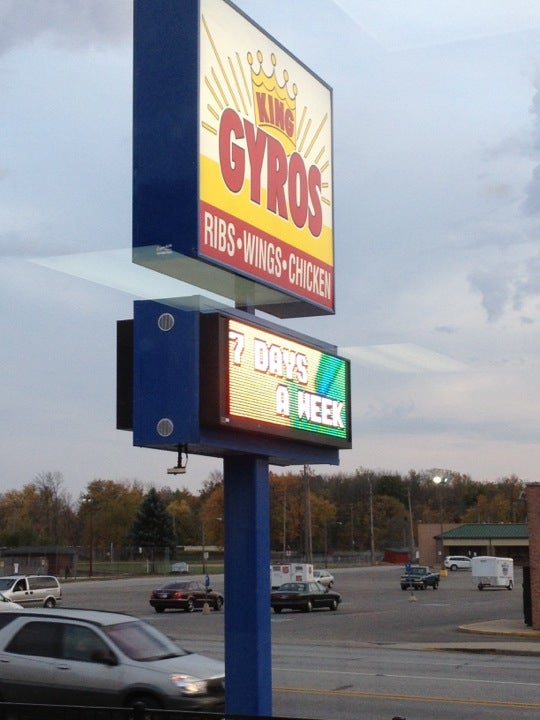 KING
GYROS
RIBS•WINGS•CHICKEN
7 DAYS
A WEEK